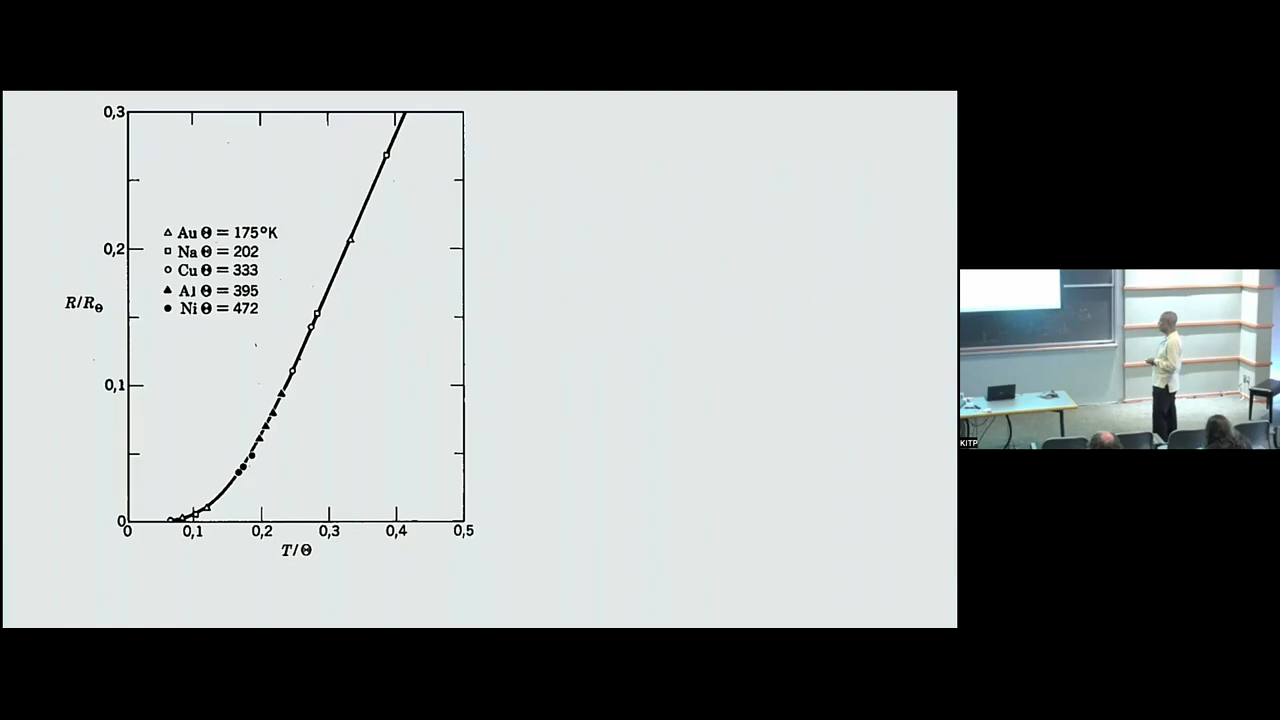 0,3
0,2
0,1
0
R/R_Θ
△ Au Θ = 175°K
□ Na Θ = 202
○ Cu Θ = 333
▲ Al Θ = 395
● Ni Θ = 472
0 0,1 0,2 0,3 0,4 0,5
T/Θ
KITP